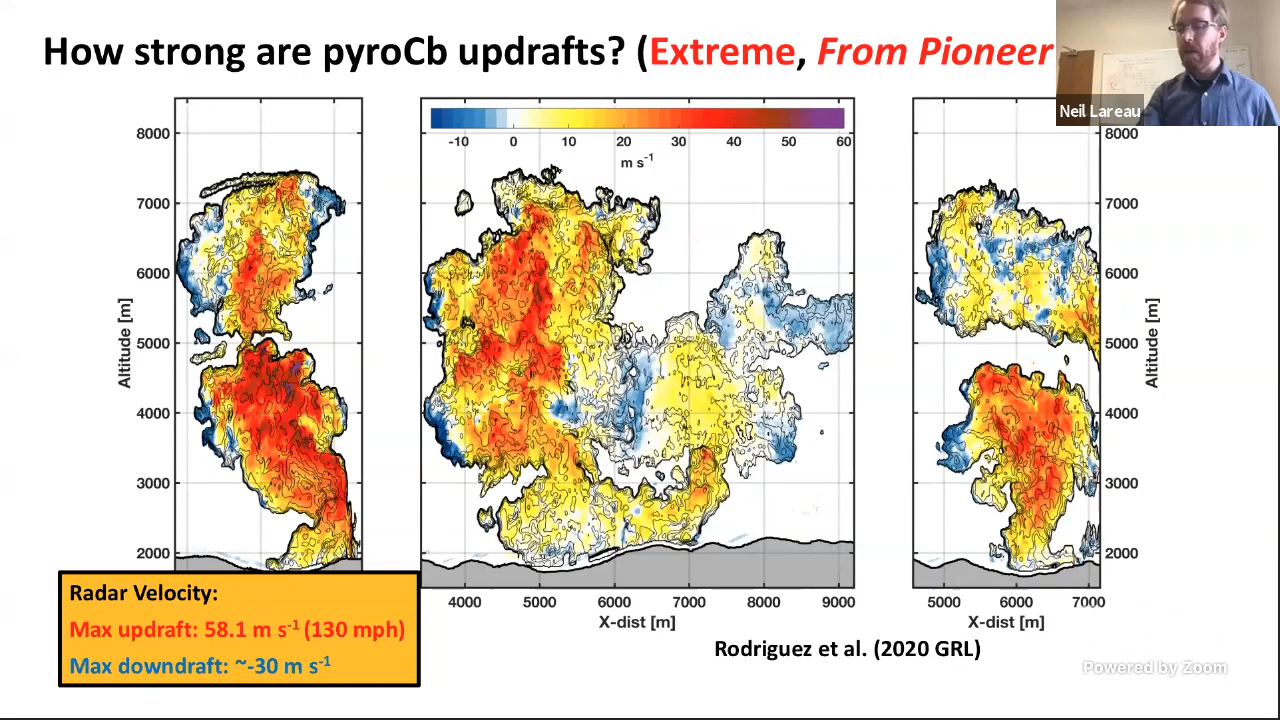 How strong are pyroCb updrafts? (Extreme, From Pioneer
Neil Lareau
8000
7000
6000
5000
4000
3000
2000
Altitude [m]
-10 0 10 20 30 40 50 60
m s-1
4000 5000 6000 7000 8000 9000
X-dist [m]
8000
7000
6000
5000
4000
3000
2000
Altitude [m]
5000 6000 7000
X-dist [m]
Radar Velocity:
Max updraft: 58.1 m s-1 (130 mph)
Max downdraft: ~-30 m s-1
Rodriguez et al. (2020 GRL)
Powered by Zoom